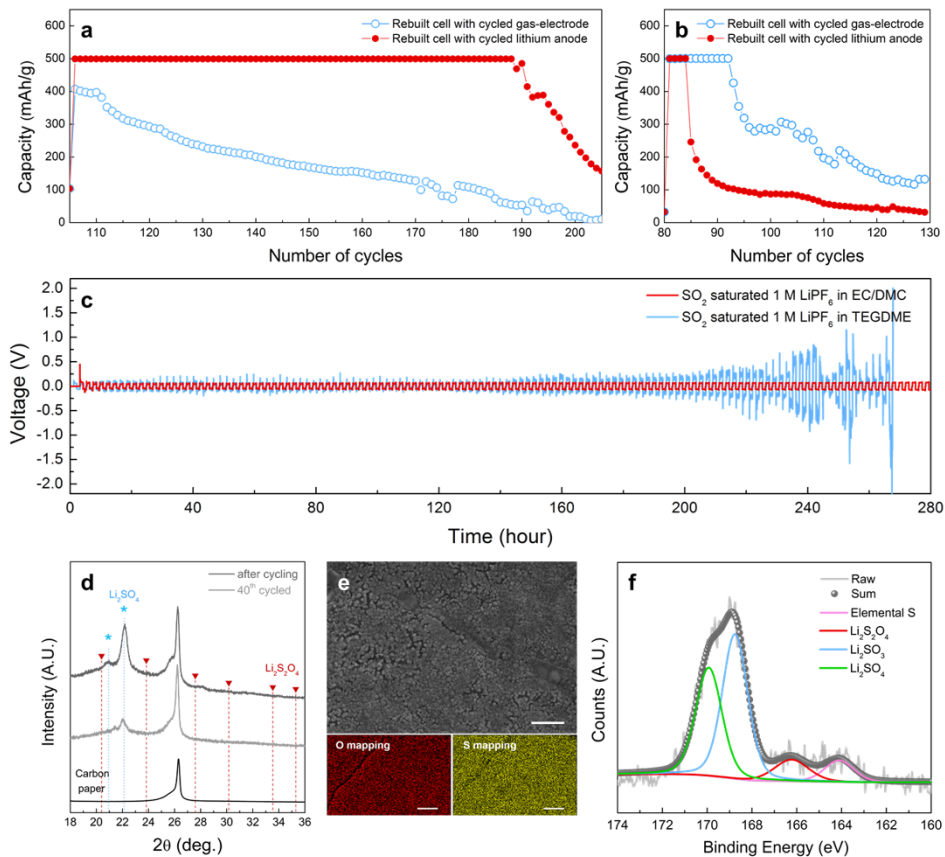 a
Rebuilt cell with cycled gas-electrode
Rebuilt cell with cycled lithium anode
Capacity (mAh/g)
600
500
400
300
200
100
0
110 120 130 140 150 160 170 180 190 200
Number of cycles
b
Rebuilt cell with cycled gas-electrode
Rebuilt cell with cycled lithium anode
Capacity (mAh/g)
600
500
400
300
200
100
0
80 90 100 110 120 130
Number of cycles
c
SO₂ saturated 1 M LiPF₆ in EC/DMC
SO₂ saturated 1 M LiPF₆ in TEGDME
Voltage (V)
2.0
1.5
1.0
0.5
0.0
-0.5
-1.0
-1.5
-2.0
0 40 80 120 160 200 240 280
Time (hour)
d
after cycling
40th cycled
Li₂SO₄
*
*
Li₂S₂O₄
Carbon
paper
Intensity (A.U.)
18 20 22 24 26 28 30 32 34 36
2θ (deg.)
e
O mapping
S mapping
f
Raw
Sum
Elemental S
Li₂S₂O₄
Li₂SO₃
Li₂SO₄
Counts (A.U.)
174 172 170 168 166 164 162 160
Binding Energy (eV)